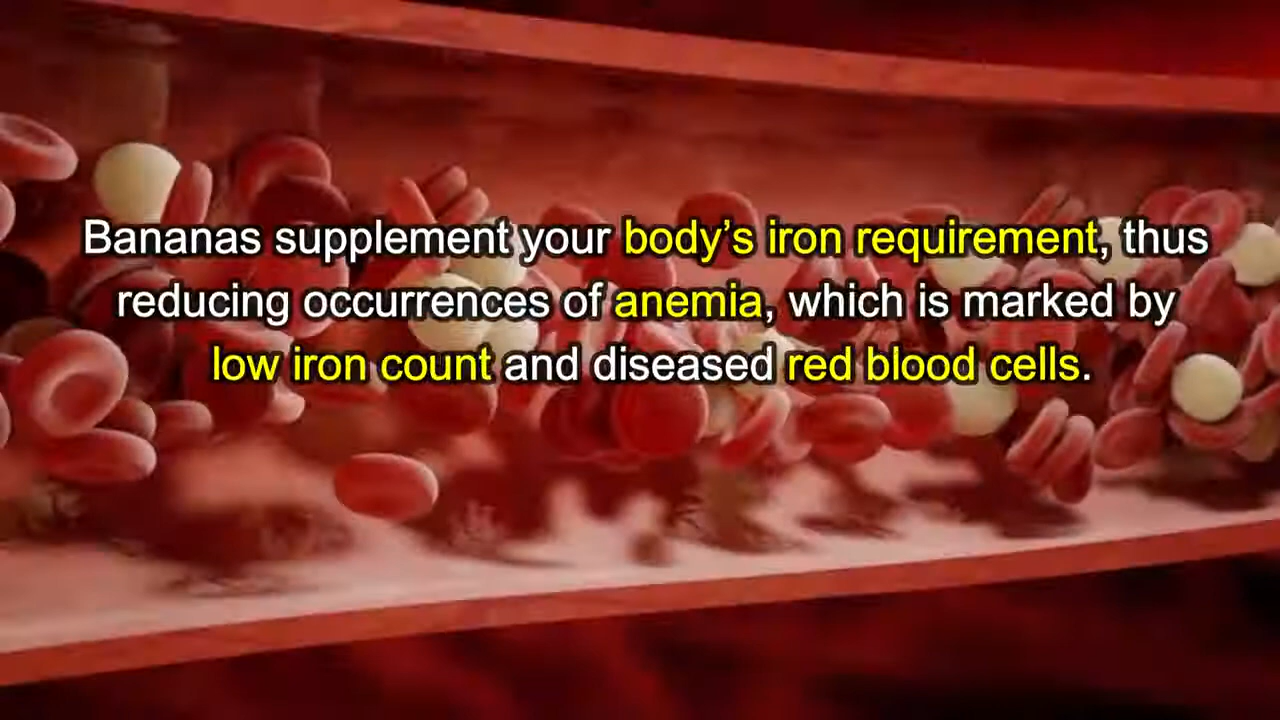 Bananas supplement your body’s iron requirement, thus
reducing occurrences of anemia, which is marked by
low iron count and diseased red blood cells.